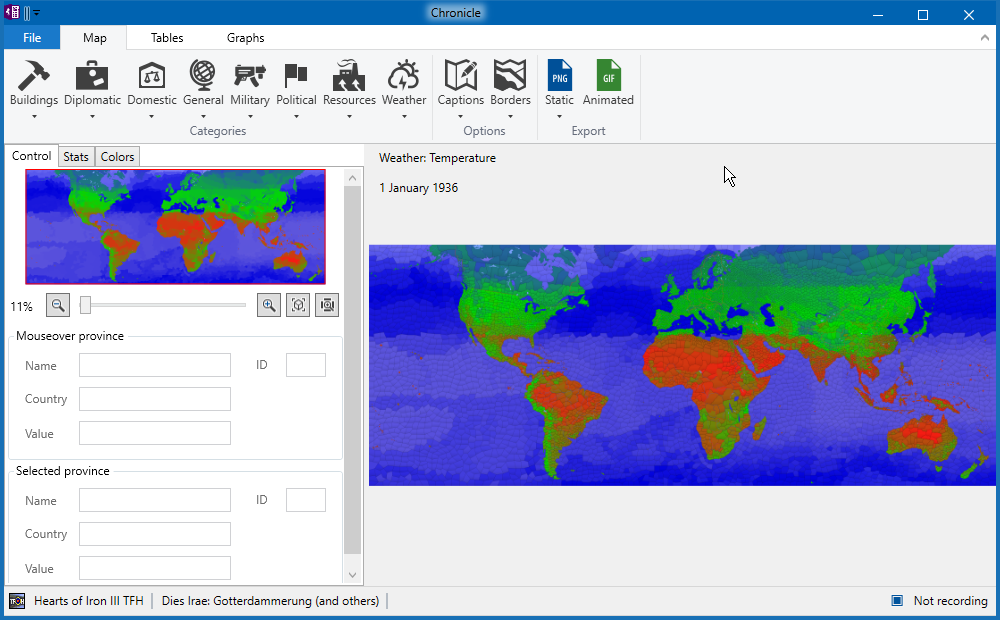 Chronicle
File Map Tables Graphs
Buildings Diplomatic Domestic General Military Political Resources Weather Captions Borders PNG Static GIF Animated
Categories Options Export
Control Stats Colors
Weather: Temperature
1 January 1936
11%
Mouseover province
Name ID
Country
Value
Selected province
Name ID
Country
Value
Hearts of Iron III TFH Dies Irae: Gotterdammerung (and others) Not recording